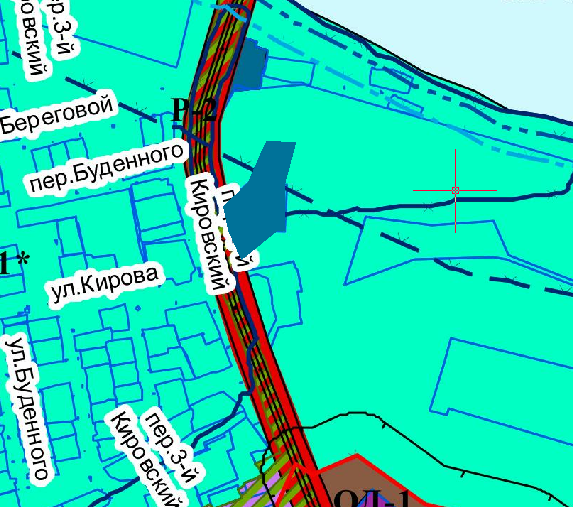 пер.3-й
Кировский
Береговой
Р-2
пер.Буденного
Кировский
1*
ул.Кирова
ул.Буденного
пер.3-й
Кировский
ОД-1